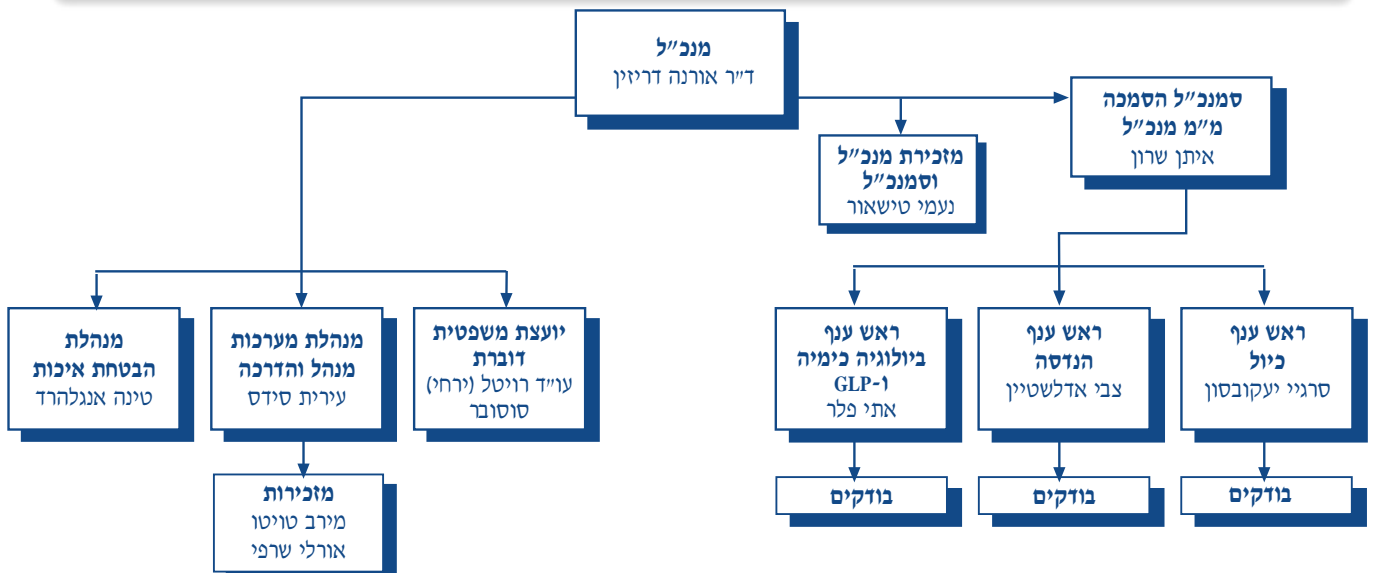 מנכ"ל
ד"ר אורנה דריזין
סמנכ"ל הסמכה
מ"מ מנכ"ל
איתן שרון
מזכירת מנכ"ל
וסמנכ"ל
נעמי טישאור
ראש ענף
כיול
סרגיי יעקובסון
ראש ענף
הנדסה
צבי אדלשטיין
ראש ענף
ביולוגיה כימיה
ו-GLP
אתי פלר
יועצת משפטית
דוברת
עו"ד רויטל (ירחי)
סוסובר
מנהלת מערכות
מנהל והדרכה
עירית סידס
מנהלת
הבטחת איכות
טינה אנגלהרד
בודקים
בודקים
בודקים
מזכירות
מירב טויטו
אורלי שרפי